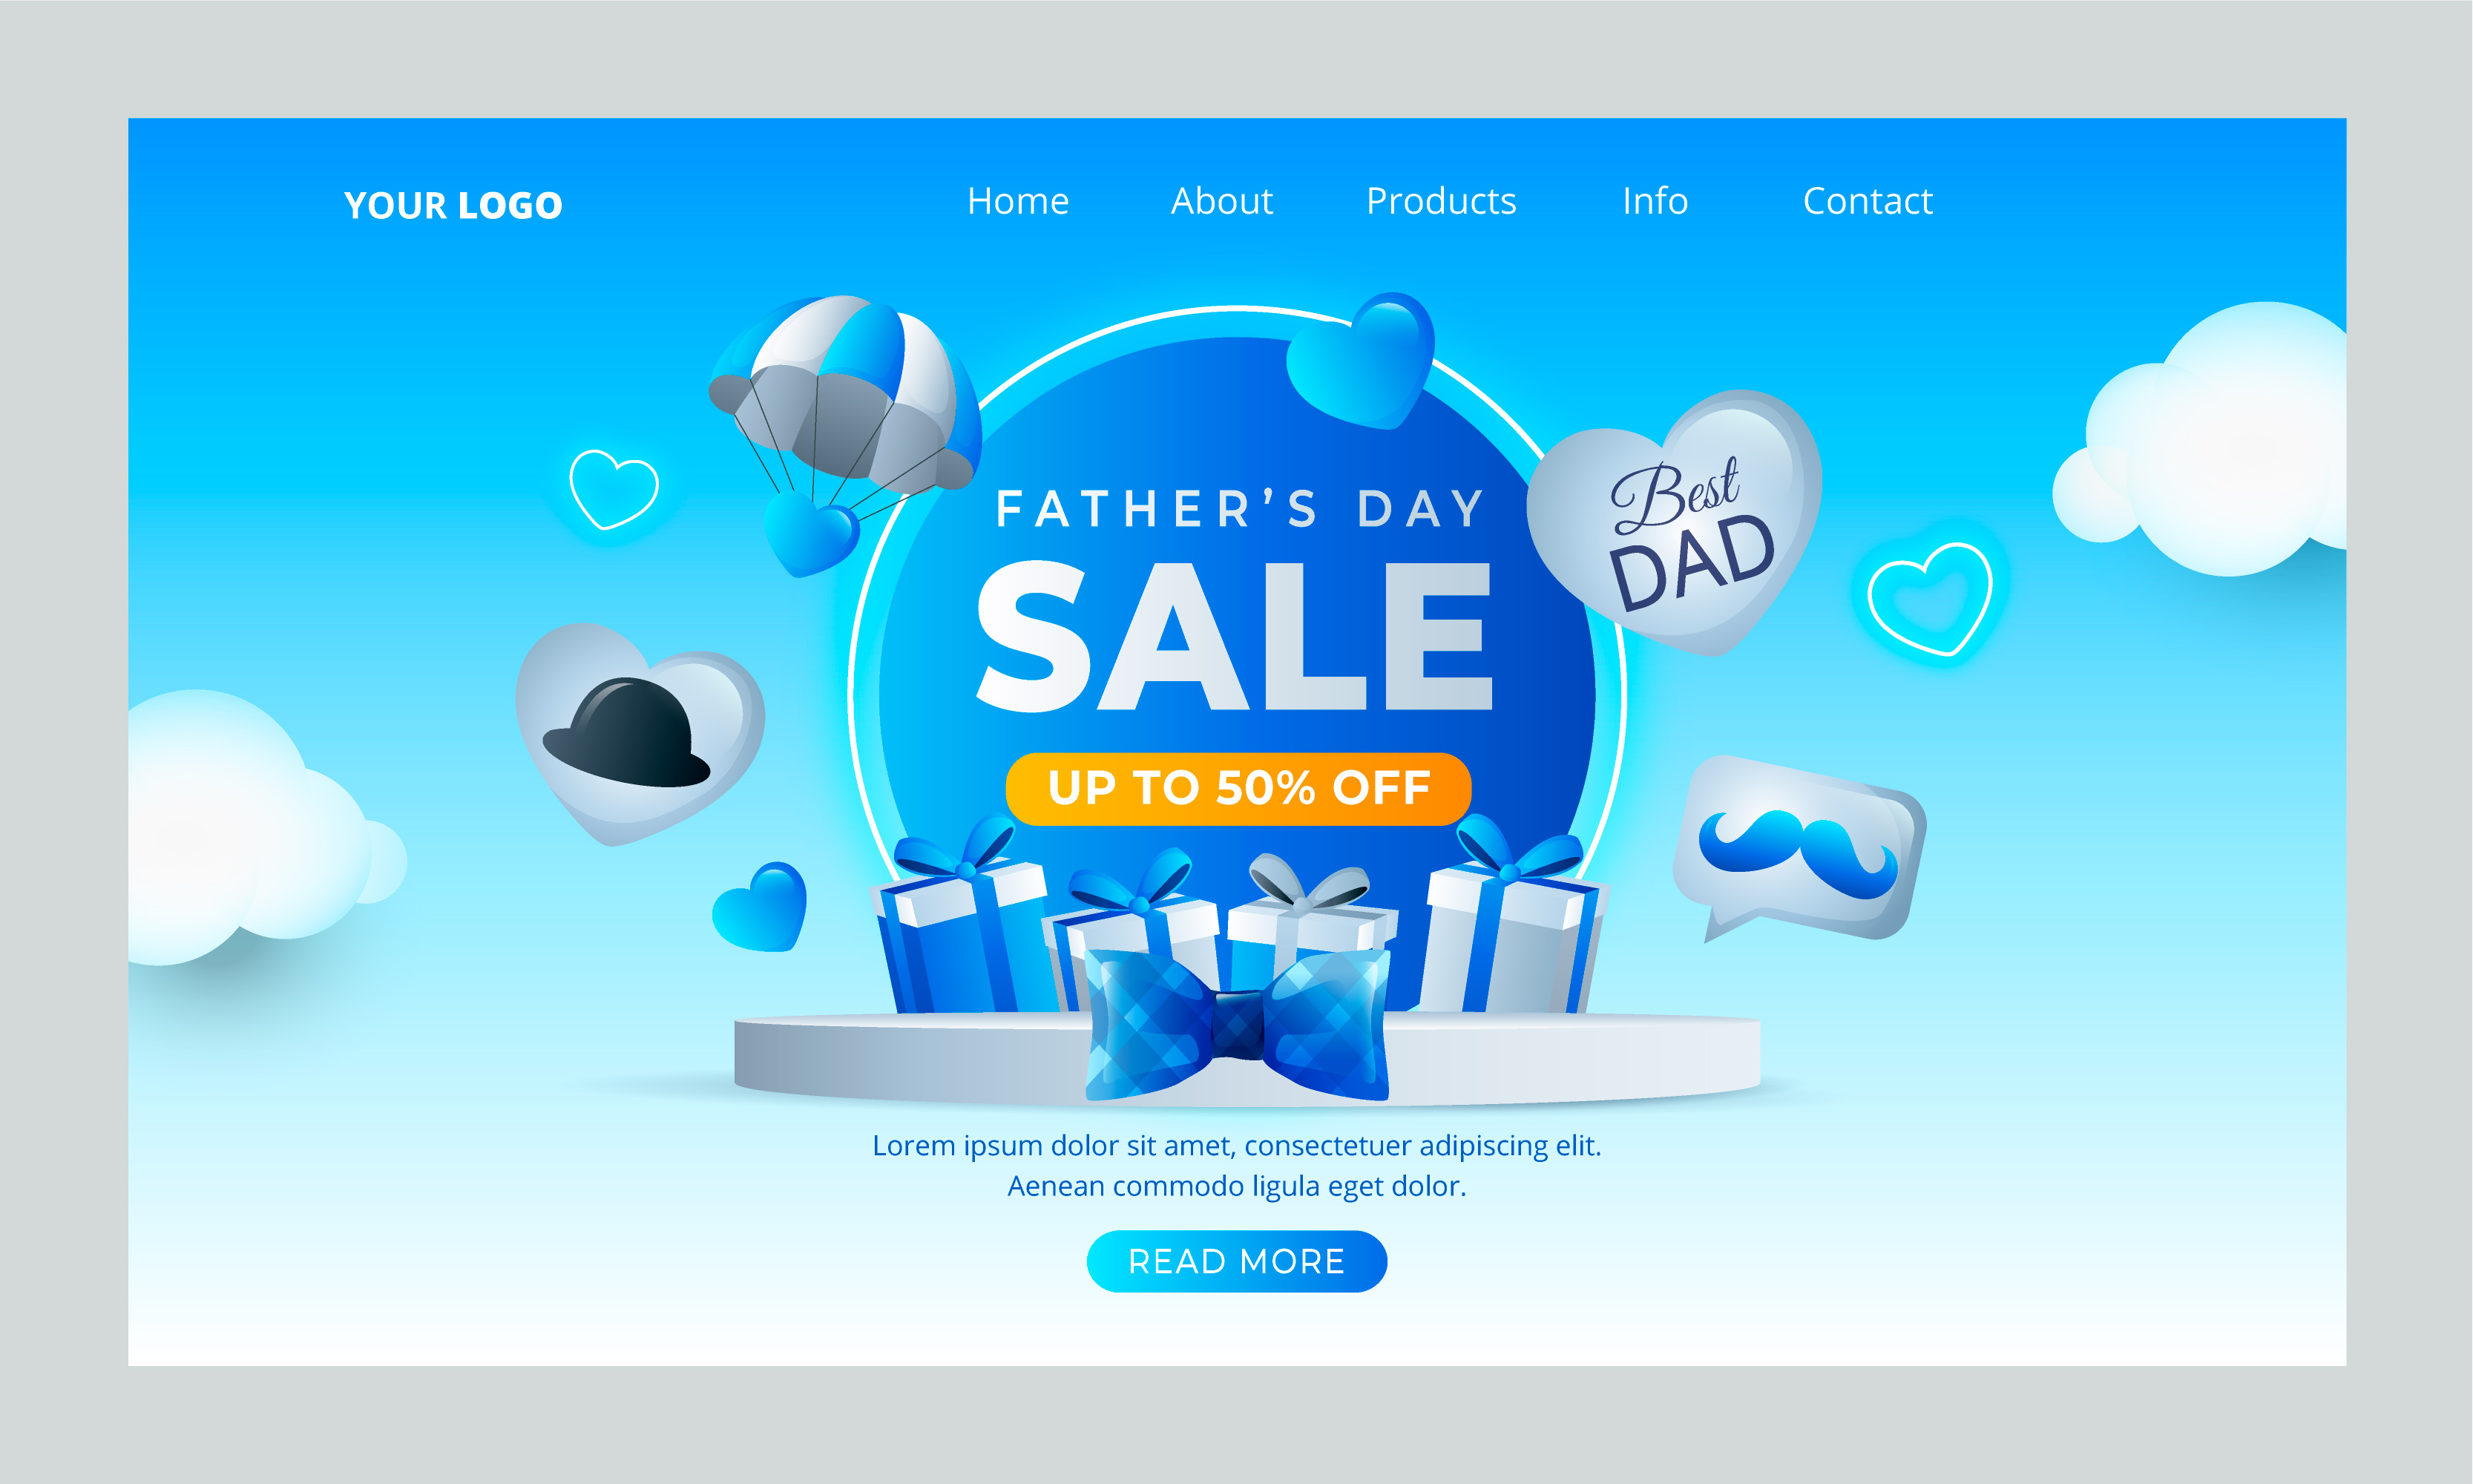 YOUR LOGO
Home About Products Info Contact
FATHER’S DAY
SALE
UP TO 50% OFF
Best
DAD
Lorem ipsum dolor sit amet, consectetuer adipiscing elit.
Aenean commodo ligula eget dolor.
READ MORE